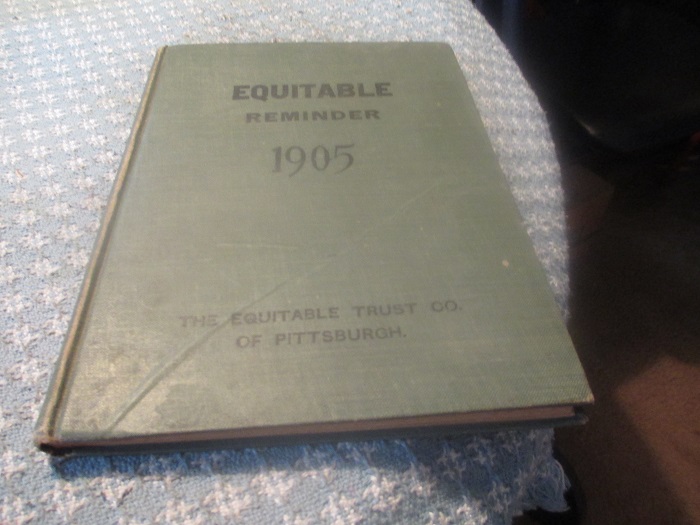 EQUITABLE
REMINDER
1905
THE EQUITABLE TRUST CO.
OF PITTSBURGH.